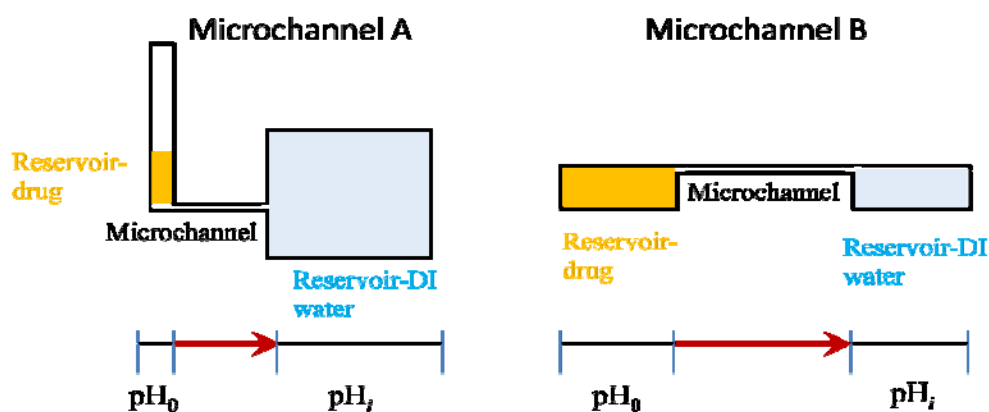 Microchannel A
Microchannel B
Reservoir-
drug
Microchannel
Reservoir-DI
water
Microchannel
Reservoir-
drug
Reservoir-DI
water
pH₀
pHᵢ
pH₀
pHᵢ